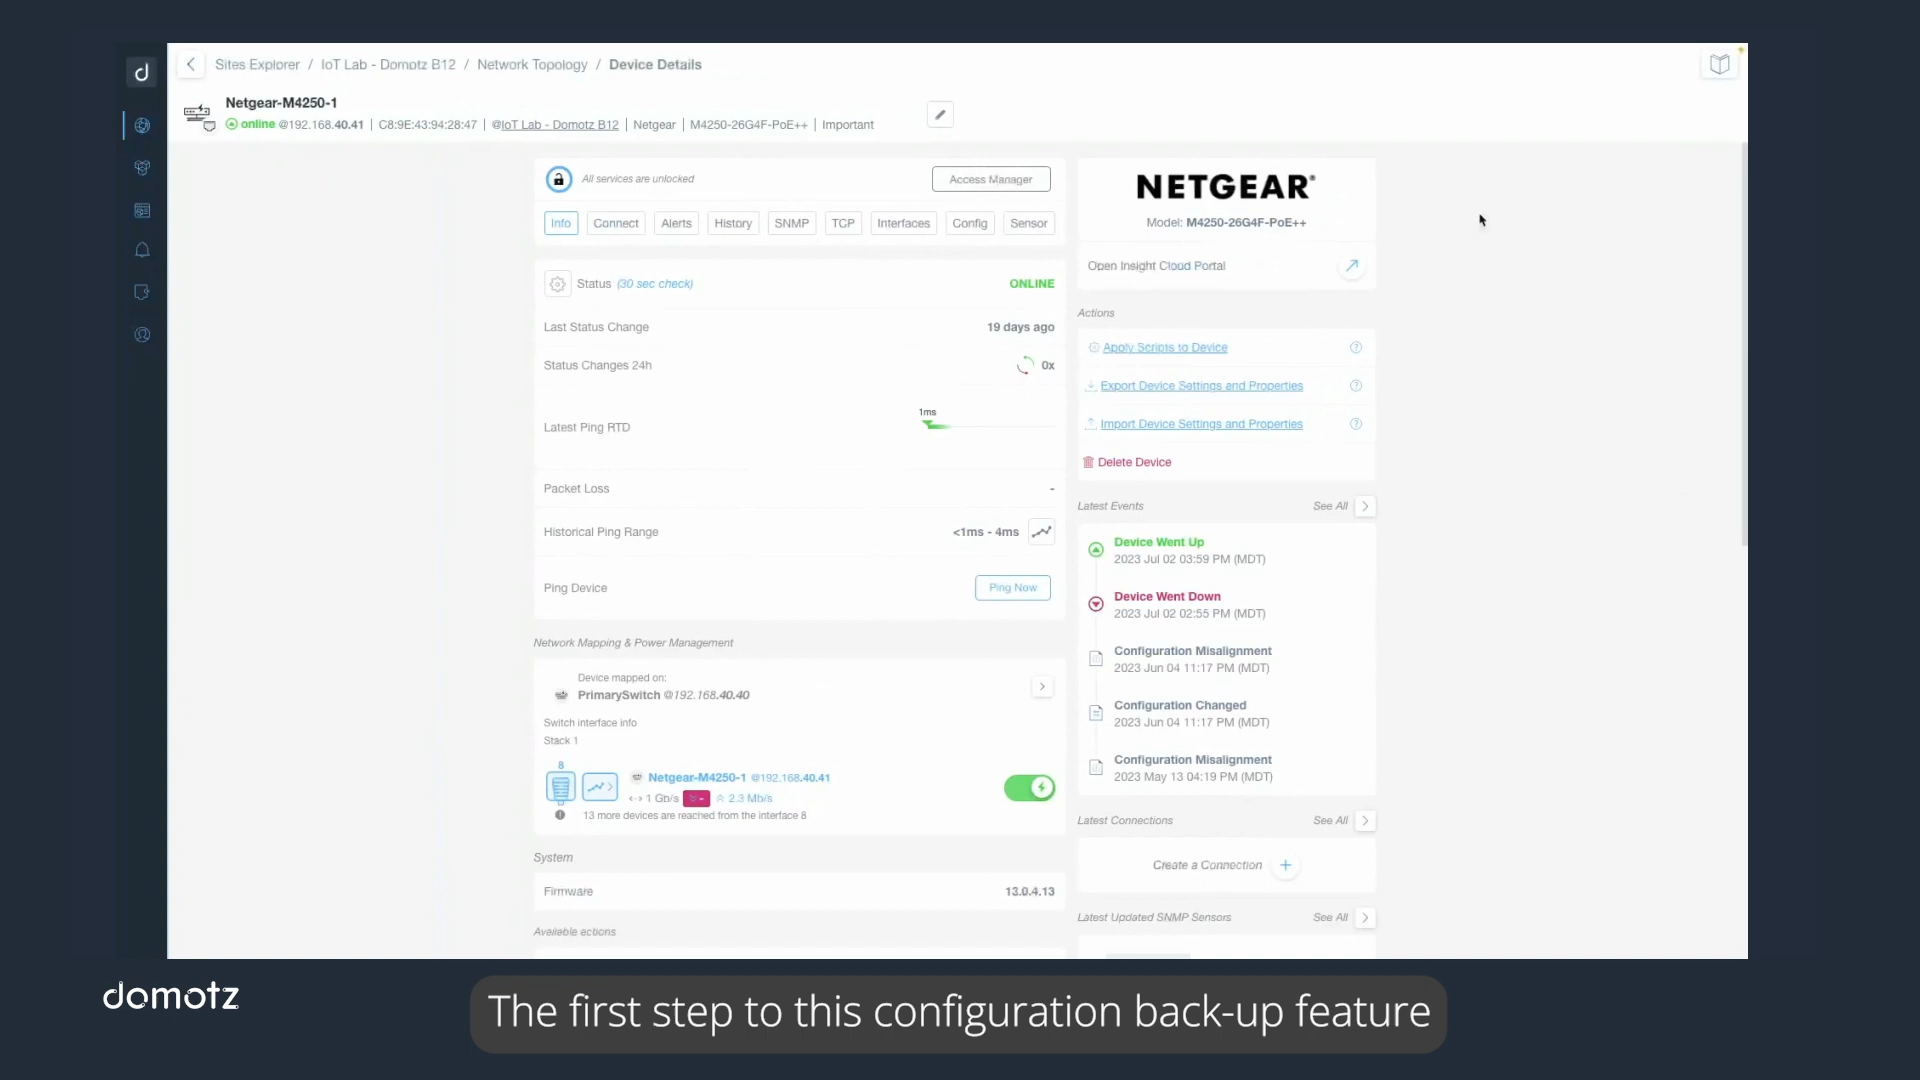 Sites Explorer / IoT Lab - Domotz B12 / Network Topology / Device Details
Netgear-M4250-1
online @192.168.40.41 | C8:9E:43:94:28:47 | @IoT Lab - Domotz B12 | Netgear | M4250-26G4F-PoE++ | Important
All services are unlocked
Access Manager
Info
Connect
Alerts
History
SNMP
TCP
Interfaces
Config
Sensor
Status (30 sec check)
ONLINE
Last Status Change
19 days ago
Status Changes 24h
0x
Latest Ping RTD
1ms
Packet Loss
-
Historical Ping Range
<1ms - 4ms
Ping Device
Ping Now
Network Mapping & Power Management
Device mapped on:
PrimarySwitch @192.168.40.40
Switch interface info
Stack 1
8
Netgear-M4250-1 @192.168.40.41
1 Gb/s
-
2.3 Mb/s
13 more devices are reached from the interface 8
System
Firmware
13.0.4.13
Available actions
NETGEAR®
Model: M4250-26G4F-PoE++
Open Insight Cloud Portal
Actions
Apply Scripts to Device
Export Device Settings and Properties
Import Device Settings and Properties
Delete Device
Latest Events
See All
Device Went Up
2023 Jul 02 03:59 PM (MDT)
Device Went Down
2023 Jul 02 02:55 PM (MDT)
Configuration Misalignment
2023 Jun 04 11:17 PM (MDT)
Configuration Changed
2023 Jun 04 11:17 PM (MDT)
Configuration Misalignment
2023 May 13 04:19 PM (MDT)
Latest Connections
See All
Create a Connection
Latest Updated SNMP Sensors
See All
domotz
The first step to this configuration back-up feature